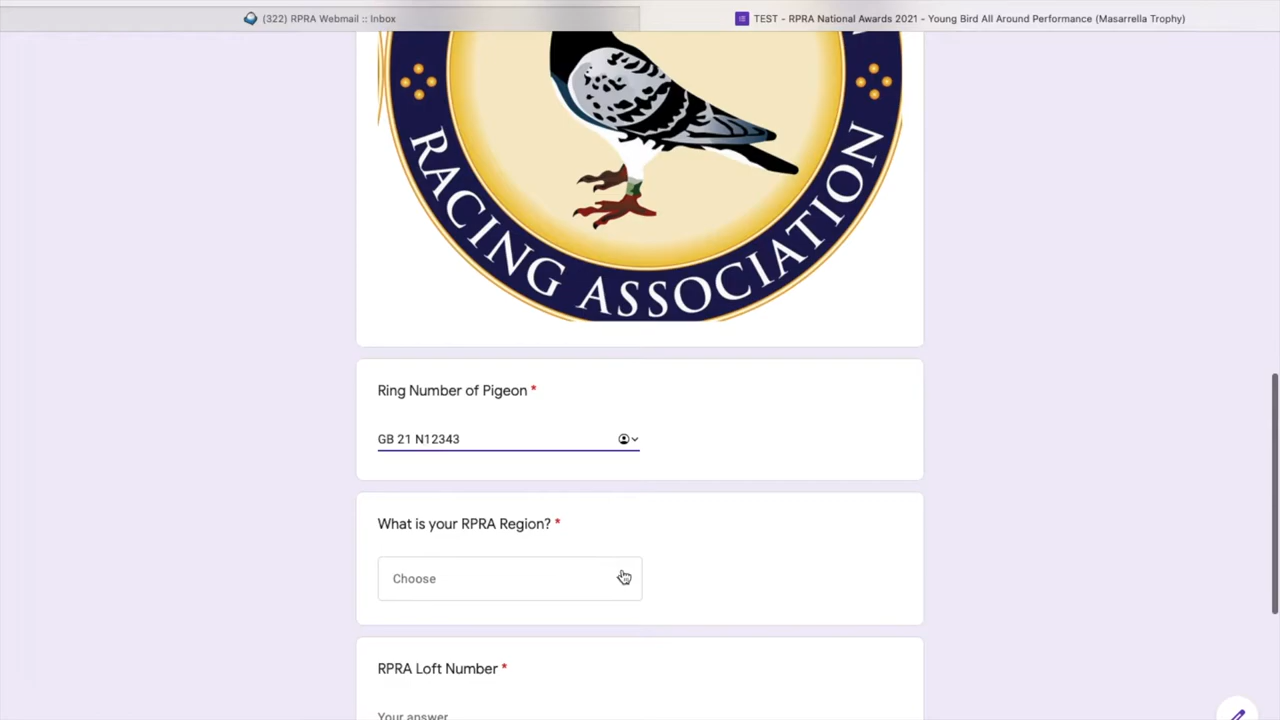 (322) RPRA Webmail :: Inbox
TEST - RPRA National Awards 2021 - Young Bird All Around Performance (Masarrella Trophy)
RACING ASSOCIATION
Ring Number of Pigeon *
GB 21 N12343
What is your RPRA Region? *
Choose
RPRA Loft Number *
Your answer